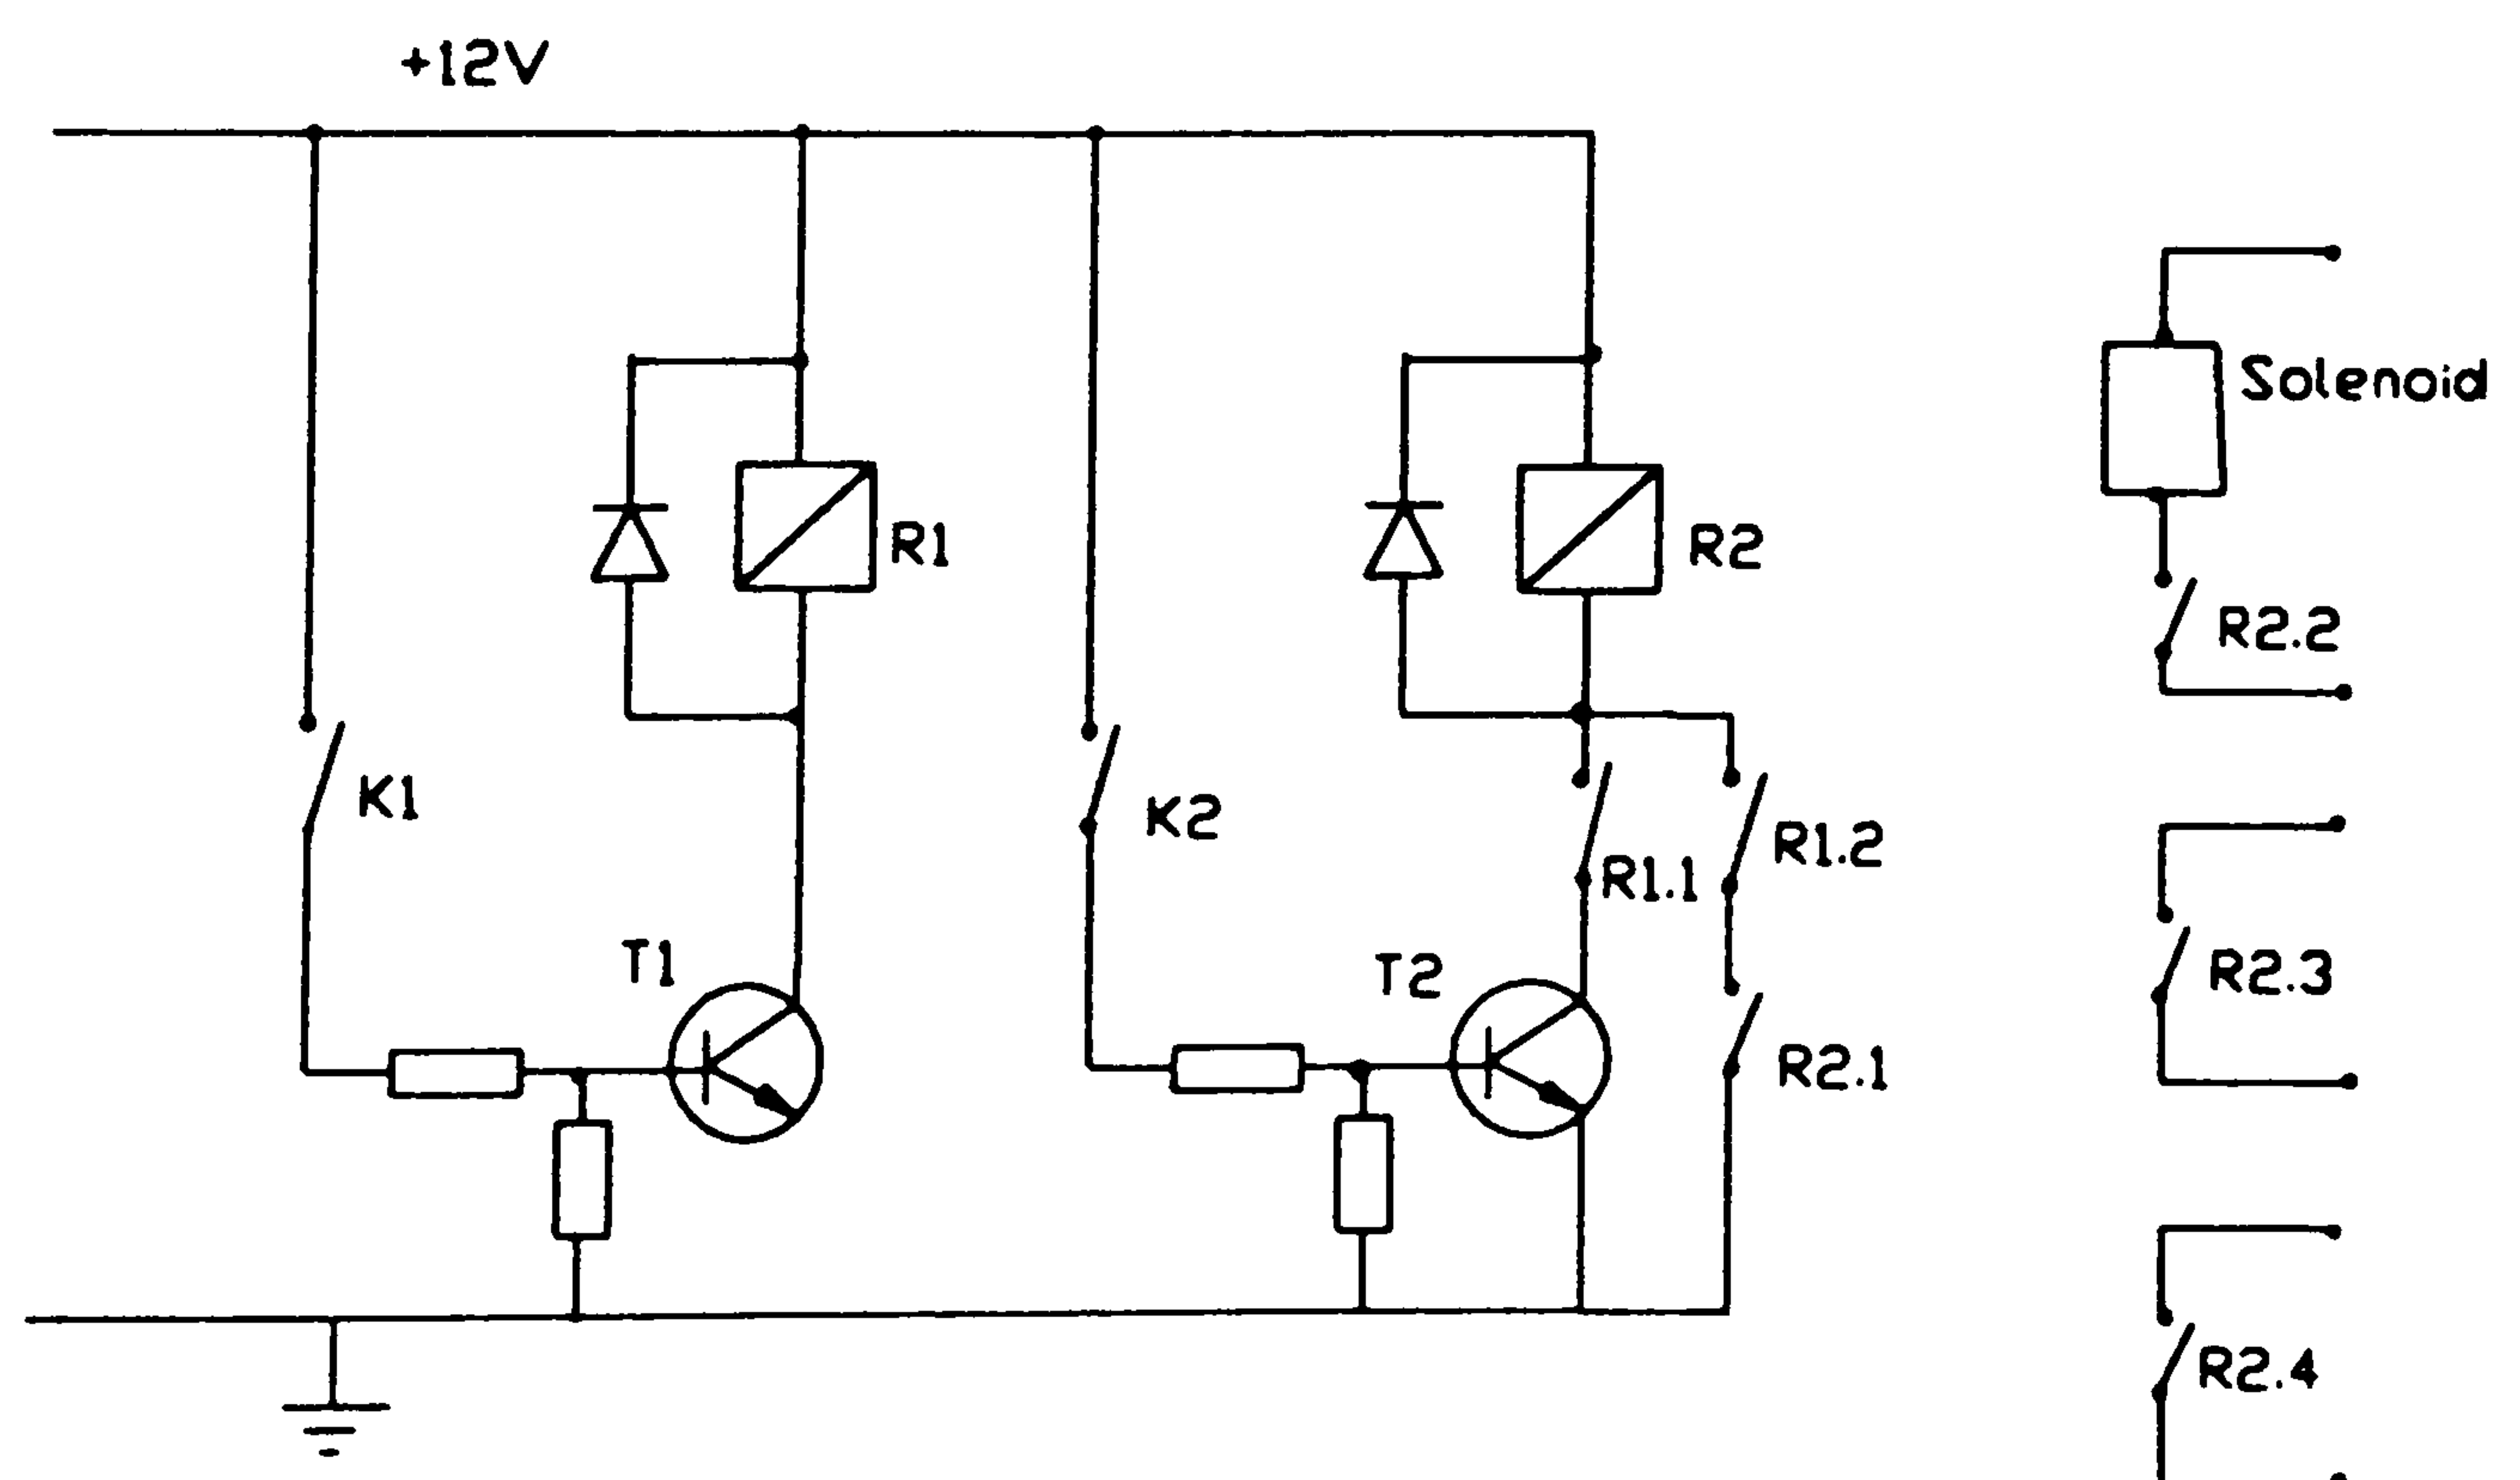 +12V
Solenoid
R1
R2
R2.2
K1
K2
R1.2
R1.1
T1
T2
R2.3
R2.1
R2.4